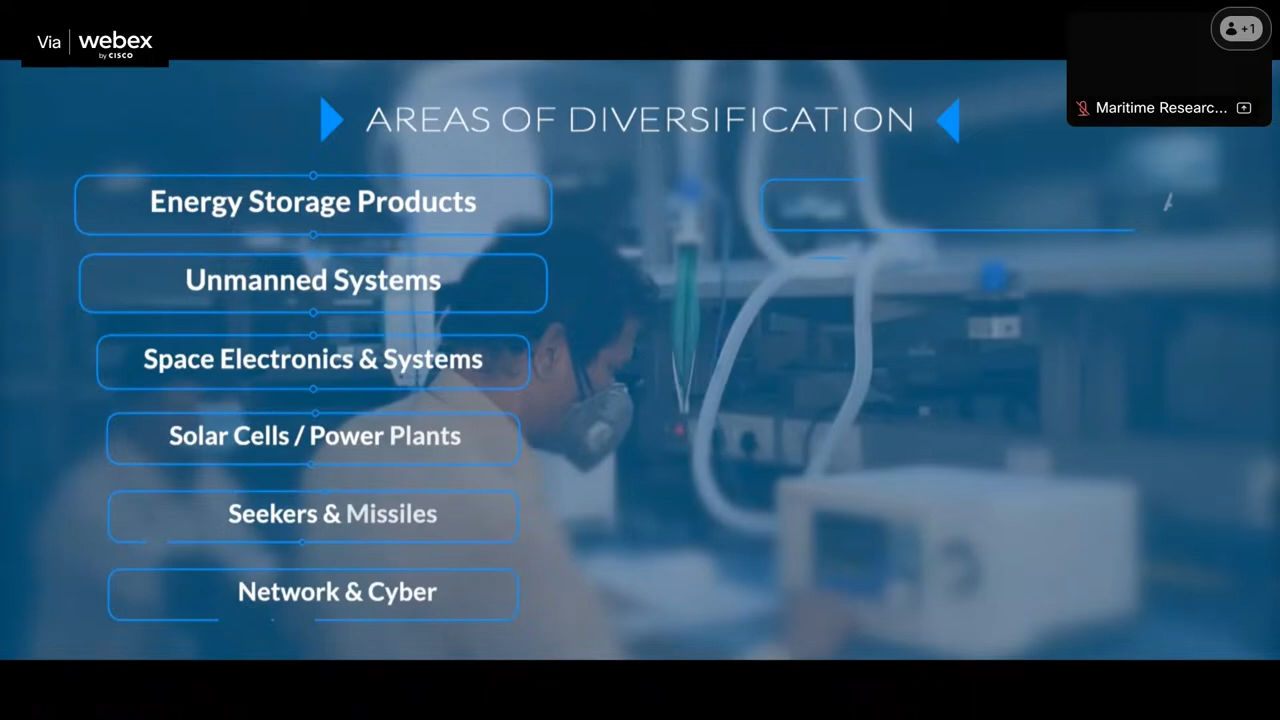 Via webex
by CISCO
+1
Maritime Researc...
AREAS OF DIVERSIFICATION
Energy Storage Products
Unmanned Systems
Space Electronics & Systems
Solar Cells / Power Plants
Seekers & Missiles
Network & Cyber